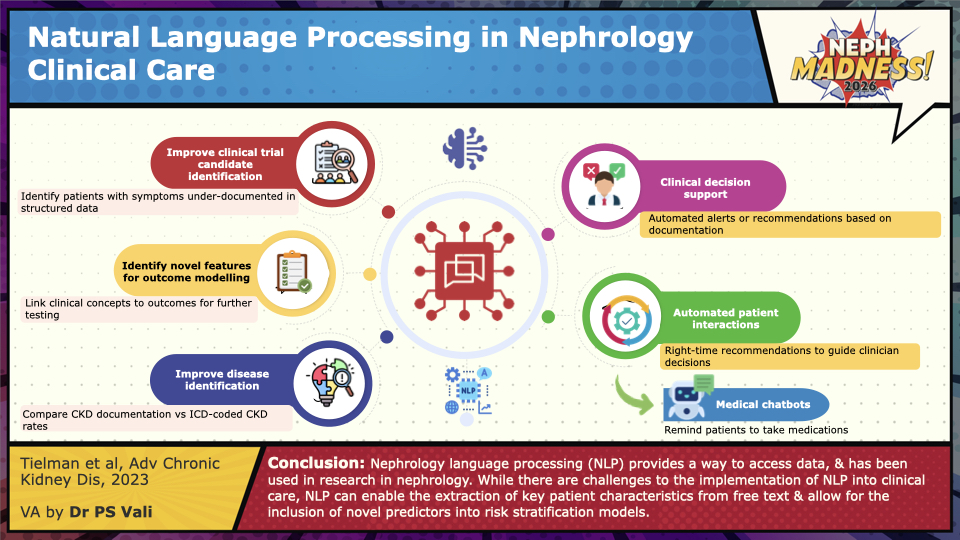 Natural Language Processing in Nephrology
Clinical Care
NEPH
MADNESS!
2026
Improve clinical trial
candidate
identification
Identify patients with symptoms under-documented in
structured data
Identify novel features
for outcome modelling
Link clinical concepts to outcomes for further
testing
Improve disease
identification
Compare CKD documentation vs ICD-coded CKD
rates
A
NLP
Clinical decision
support
Automated alerts or recommendations based on
documentation
Automated patient
interactions
Right-time recommendations to guide clinician
decisions
Medical chatbots
Remind patients to take medications
Tielman et al, Adv Chronic
Kidney Dis, 2023
VA by Dr PS Vali
Conclusion: Nephrology language processing (NLP) provides a way to access data, & has been
used in research in nephrology. While there are challenges to the implementation of NLP into clinical
care, NLP can enable the extraction of key patient characteristics from free text & allow for the
inclusion of novel predictors into risk stratification models.